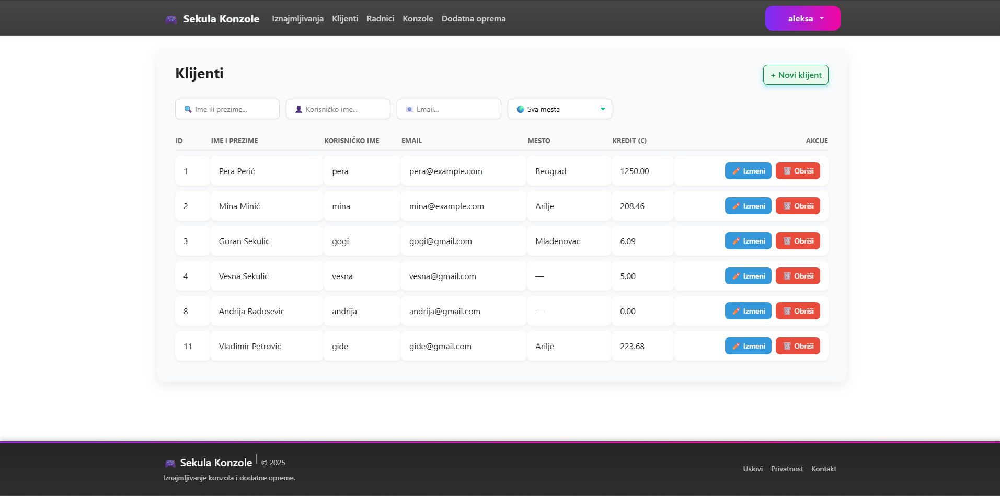 Sekula Konzole Iznajmljivanja Klijenti Radnici Konzole Dodatna oprema aleksa
Klijenti + Novi klijent
Ime ili prezime... Korisničko ime... Email... Sva mesta
ID IME I PREZIME KORISNIČKO IME EMAIL MESTO KREDIT (€) AKCIJE
1 Pera Perić pera pera@example.com Beograd 1250.00 Izmeni Obriši
2 Mina Minić mina mina@example.com Arilje 208.46 Izmeni Obriši
3 Goran Sekulic gogi gogi@gmail.com Mladenovac 6.09 Izmeni Obriši
4 Vesna Sekulic vesna vesna@gmail.com — 5.00 Izmeni Obriši
8 Andrija Radosevic andrija andrija@gmail.com — 0.00 Izmeni Obriši
11 Vladimir Petrovic gide gide@gmail.com Arilje 223.68 Izmeni Obriši
Sekula Konzole © 2025
Iznajmljivanje konzola i dodatne opreme.
Uslovi Privatnost Kontakt